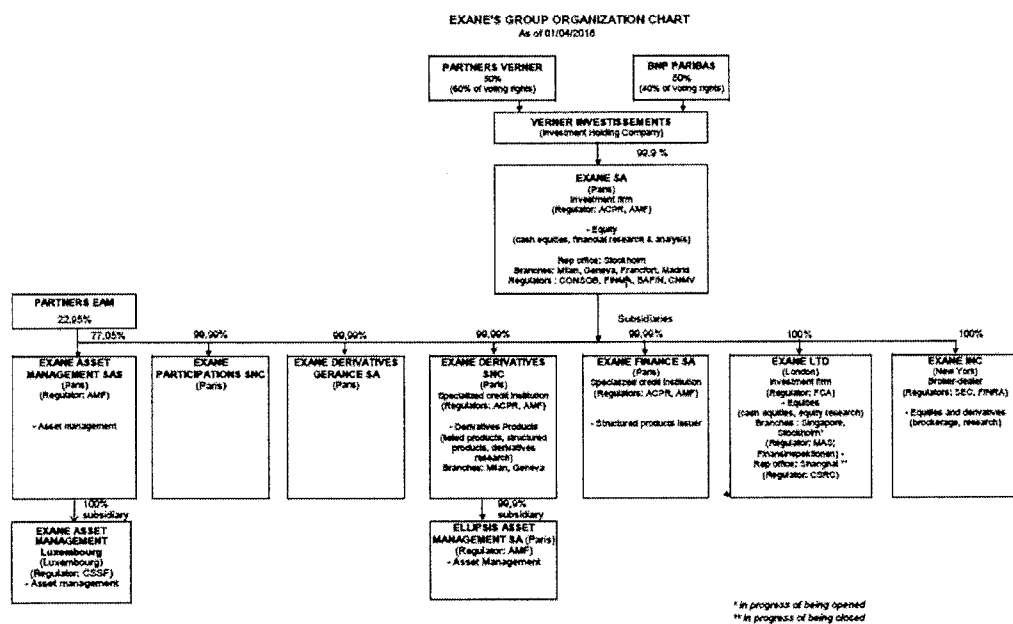 EXANE'S GROUP ORGANIZATION CHART
As of 01/04/2016
PARTNERS VERNER
50%
(60% of voting rights)
BNP PARIBAS
50%
(40% of voting rights)
VERNER INVESTISSEMENTS
(Investment Holding Company)
99.9 %
EXANE SA
(Paris)
Investment firm
(Regulator: ACPR, AMF)
- Equity
(cash equities, financial research & analysis)
Rep office: Stockholm
Branches: Milan, Geneva, Francfort, Madrid
Regulators : CONSOB, FINMA, BAFIN, CNMV
PARTNERS EAM
22,95%
Subsidiaries
77,05%
99,99%
99,99%
99,99%
99,99%
100%
100%
EXANE ASSET
MANAGEMENT SAS
(Paris)
(Regulator: AMF)
- Asset management
EXANE
PARTICIPATIONS SNC
(Paris)
EXANE DERIVATIVES
GERANCE SA
(Paris)
EXANE DERIVATIVES
SNC
(Paris)
Specialized credit Institution
(Regulators: ACPR, AMF)
- Derivatives Products
(listed products, structured
products, derivatives
research)
Branches: Milan, Geneva
EXANE FINANCE SA
(Paris)
Specialized credit Institution
(Regulators: ACPR, AMF)
- Structured products Issuer
EXANE LTD
(London)
Investment firm
(Regulator: FCA)
- Equities
(cash equities, equity research)
Branches : Singapore,
Stockholm*
(Regulator: MAS;
Finansinspektionen) -
Rep office: Shanghai **
(Regulator: CSRC)
EXANE INC
(New York)
Broker-dealer
(Regulators: SEC, FINRA)
- Equities and derivatives
(brokerage, research)
100%
subsidiary
99,9%
subsidiary
EXANE ASSET
MANAGEMENT
Luxembourg
(Luxembourg)
(Regulator: CSSF)
- Asset management
ELLIPSIS ASSET
MANAGEMENT SA (Paris)
(Regulator: AMF)
- Asset Management
* in progress of being opened
** in progress of being closed